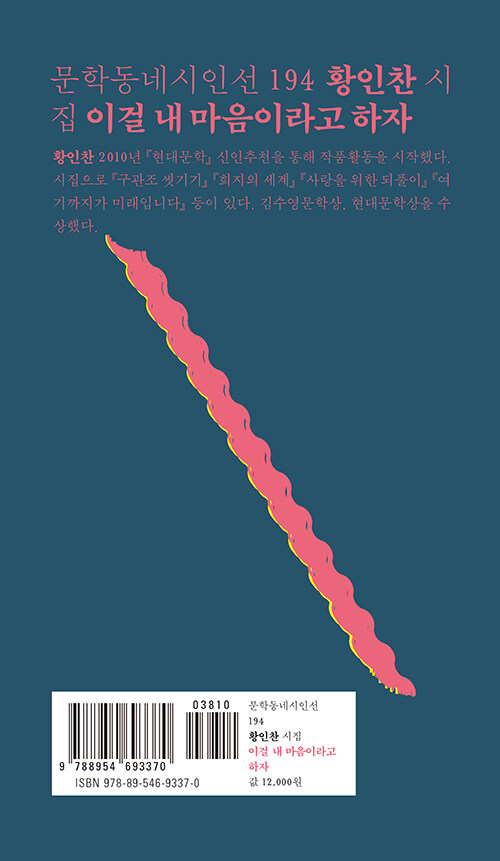 문학동네시인선 194 황인찬 시
집 이걸 내 마음이라고 하자
황인찬 2010년 『현대문학』 신인추천을 통해 작품활동을 시작했다.
시집으로 『구관조 씻기기』 『희지의 세계』 『사랑을 위한 되풀이』 『여
기까지가 미래입니다』 등이 있다. 김수영문학상, 현대문학상을 수
상했다.
03810
9 788954 693370
ISBN 978-89-546-9337-0
문학동네시인선
194
황인찬 시집
이걸 내 마음이라고
하자
값 12,000원